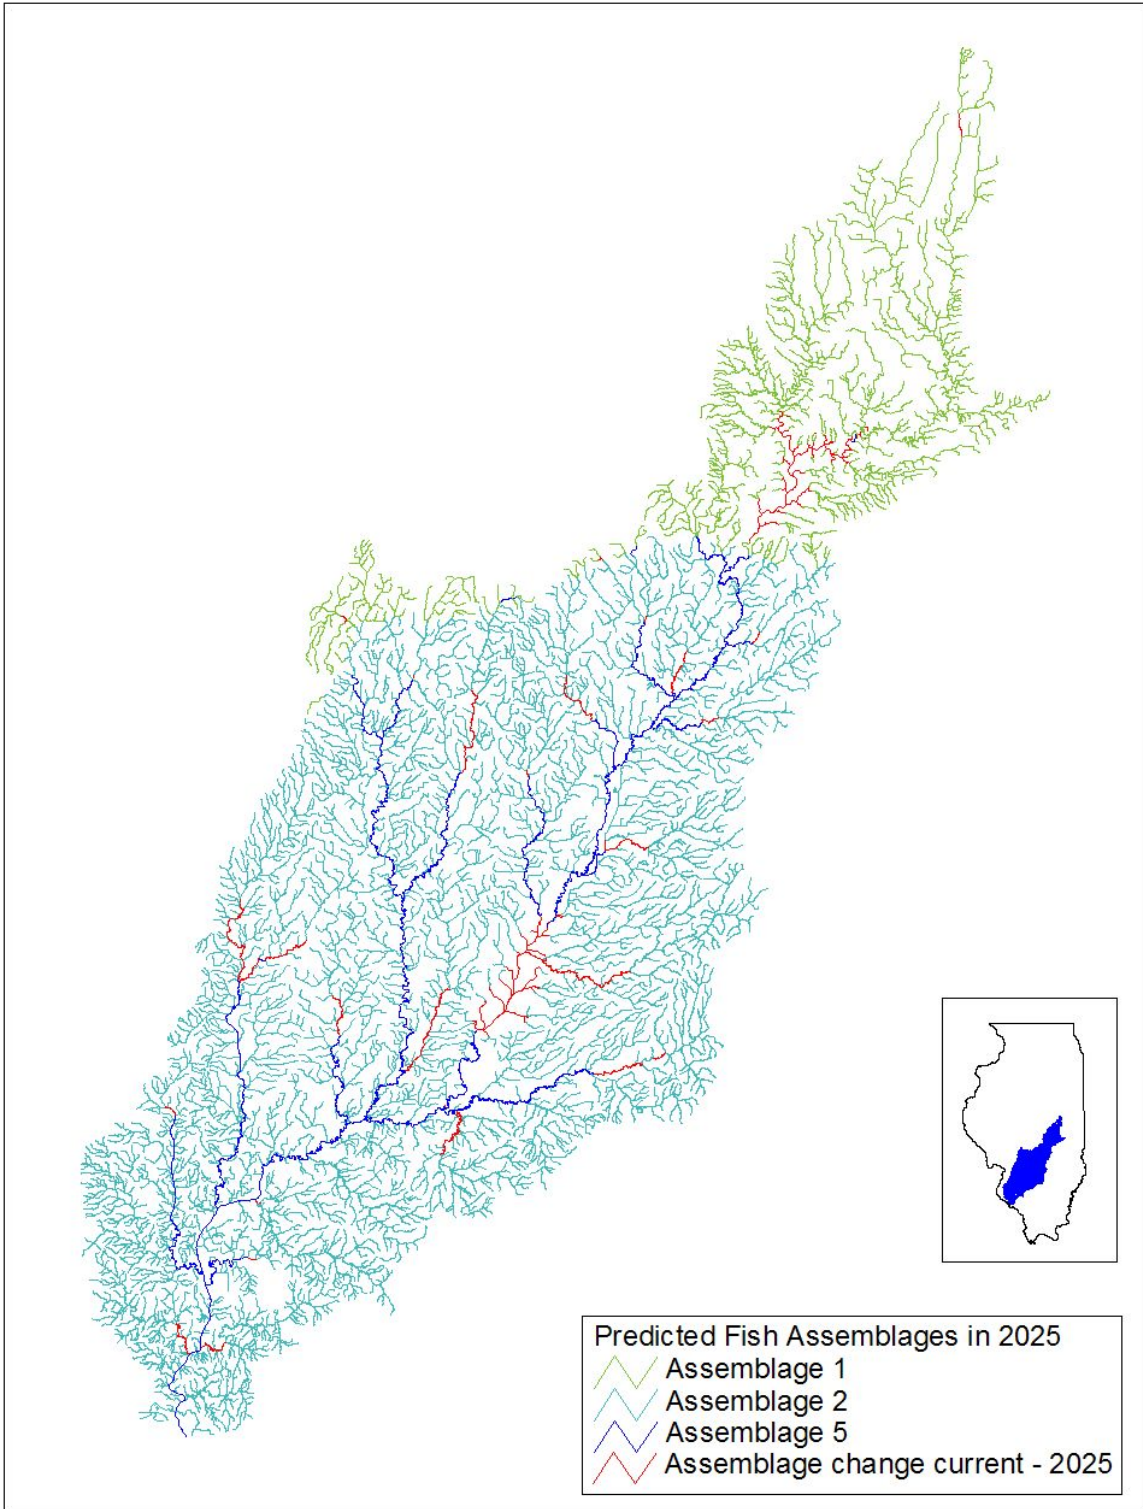 Predicted Fish Assemblages in 2025
Assemblage 1
Assemblage 2
Assemblage 5
Assemblage change current - 2025